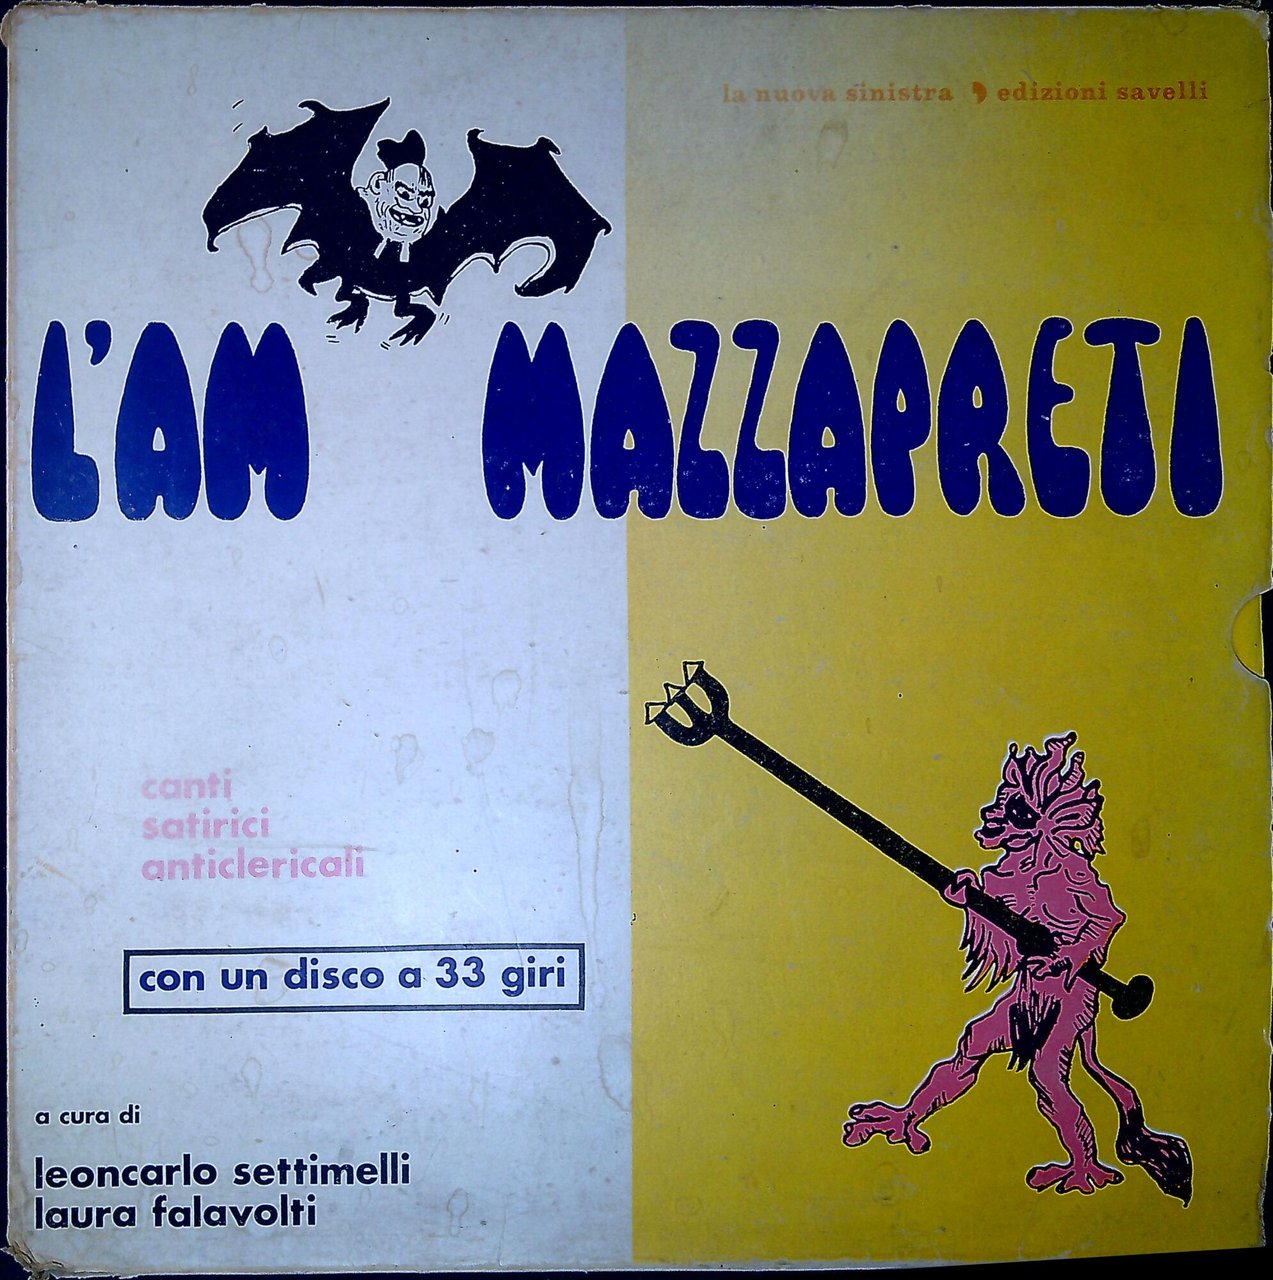 la nuova sinistra , edizioni savelli
L'AM MAZZAPRETI
canti
satirici
anticlericali
con un disco a 33 giri
a cura di
leoncarlo settimelli
laura falavolti